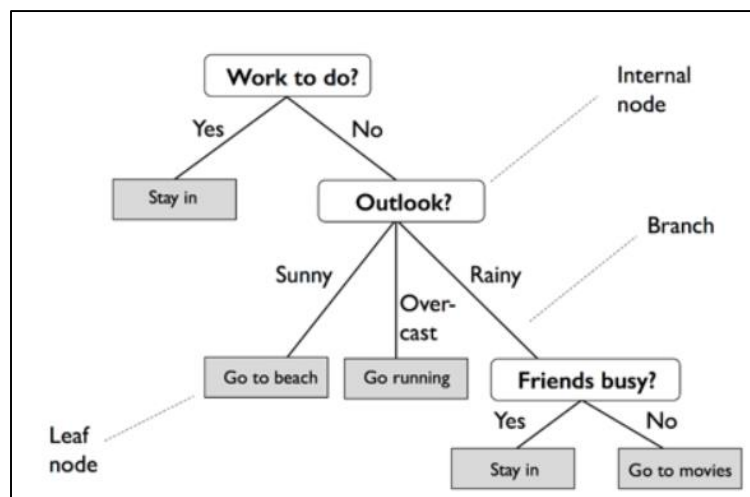 Work to do?
Internal
node
Yes
No
Stay in
Outlook?
Branch
Sunny
Over-
cast
Rainy
Go to beach
Go running
Friends busy?
Leaf
node
Yes
No
Stay in
Go to movies